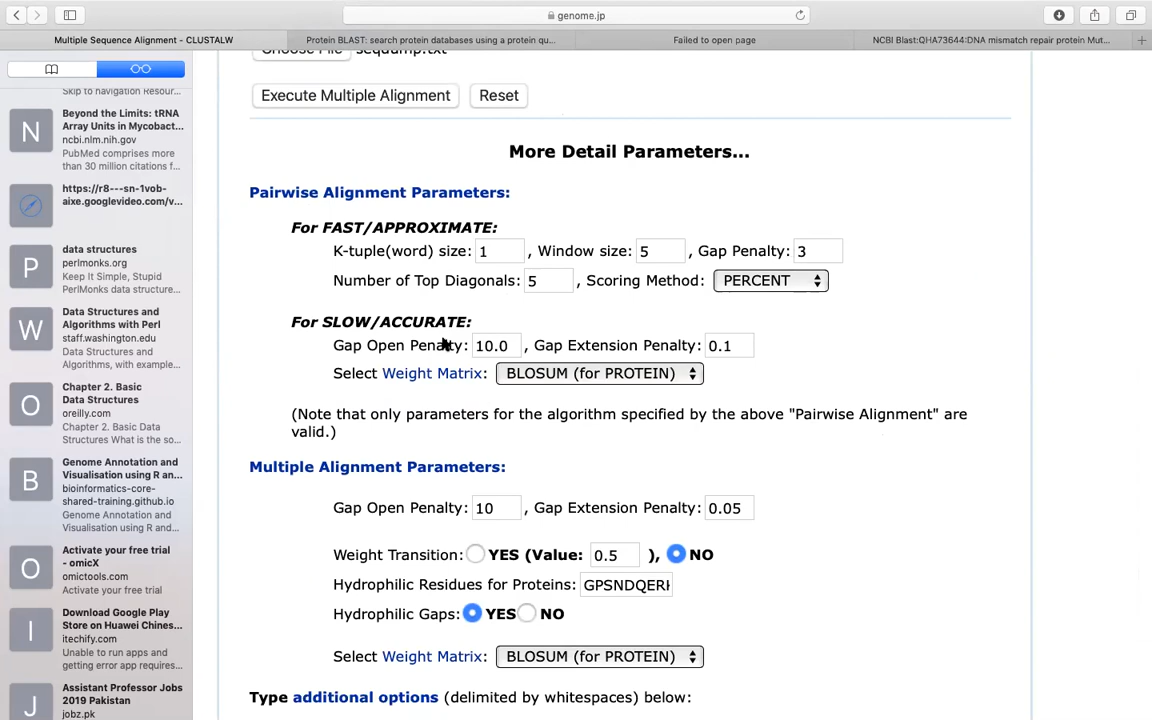 genome.jp
Multiple Sequence Alignment - CLUSTALW
Protein BLAST: search protein databases using a protein qu...
Failed to open page
NCBI Blast:QHA73644:DNA mismatch repair protein Mut...
Skip to navigation Resour...
N
Beyond the Limits: tRNA
Array Units in Mycobact...
ncbi.nlm.nih.gov
PubMed comprises more
than 30 million citations f...
https://r8---sn-1vob-
aixe.googlevideo.com/v...
P
data structures
perlmonks.org
Keep It Simple, Stupid
PerlMonks data structure...
W
Data Structures and
Algorithms with Perl
staff.washington.edu
Data Structures and
Algorithms, with example...
O
Chapter 2. Basic
Data Structures
oreilly.com
Chapter 2. Basic Data
Structures What is the so...
B
Genome Annotation and
Visualisation using R an...
bioinformatics-core-
shared-training.github.io
Genome Annotation and
Visualisation using R and...
O
Activate your free trial
- omicX
omictools.com
Activate your free trial
I
Download Google Play
Store on Huawei Chines...
itechify.com
Unable to run apps and
getting error app requires...
J
Assistant Professor Jobs
2019 Pakistan
jobz.pk
Choose File seqdump.txt
Execute Multiple Alignment Reset
More Detail Parameters...
Pairwise Alignment Parameters:
For FAST/APPROXIMATE:
K-tuple(word) size: 1 , Window size: 5 , Gap Penalty: 3
Number of Top Diagonals: 5 , Scoring Method: PERCENT
For SLOW/ACCURATE:
Gap Open Penalty: 10.0 , Gap Extension Penalty: 0.1
Select Weight Matrix: BLOSUM (for PROTEIN)
(Note that only parameters for the algorithm specified by the above "Pairwise Alignment" are
valid.)
Multiple Alignment Parameters:
Gap Open Penalty: 10 , Gap Extension Penalty: 0.05
Weight Transition: YES (Value: 0.5 ), NO
Hydrophilic Residues for Proteins: GPSNDQER
Hydrophilic Gaps: YES NO
Select Weight Matrix: BLOSUM (for PROTEIN)
Type additional options (delimited by whitespaces) below: